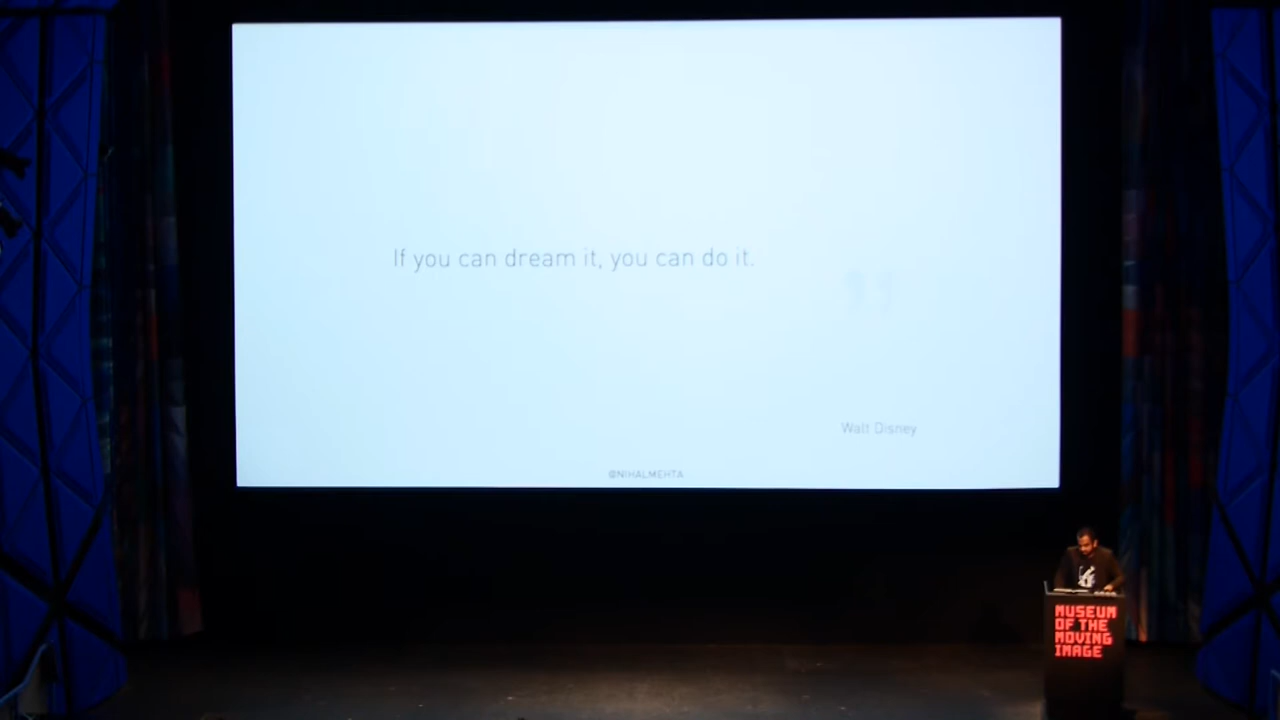 If you can dream it, you can do it.
”
Walt Disney
@NIHALMEHTA
MUSEUM
OF THE
MOVING
IMAGE